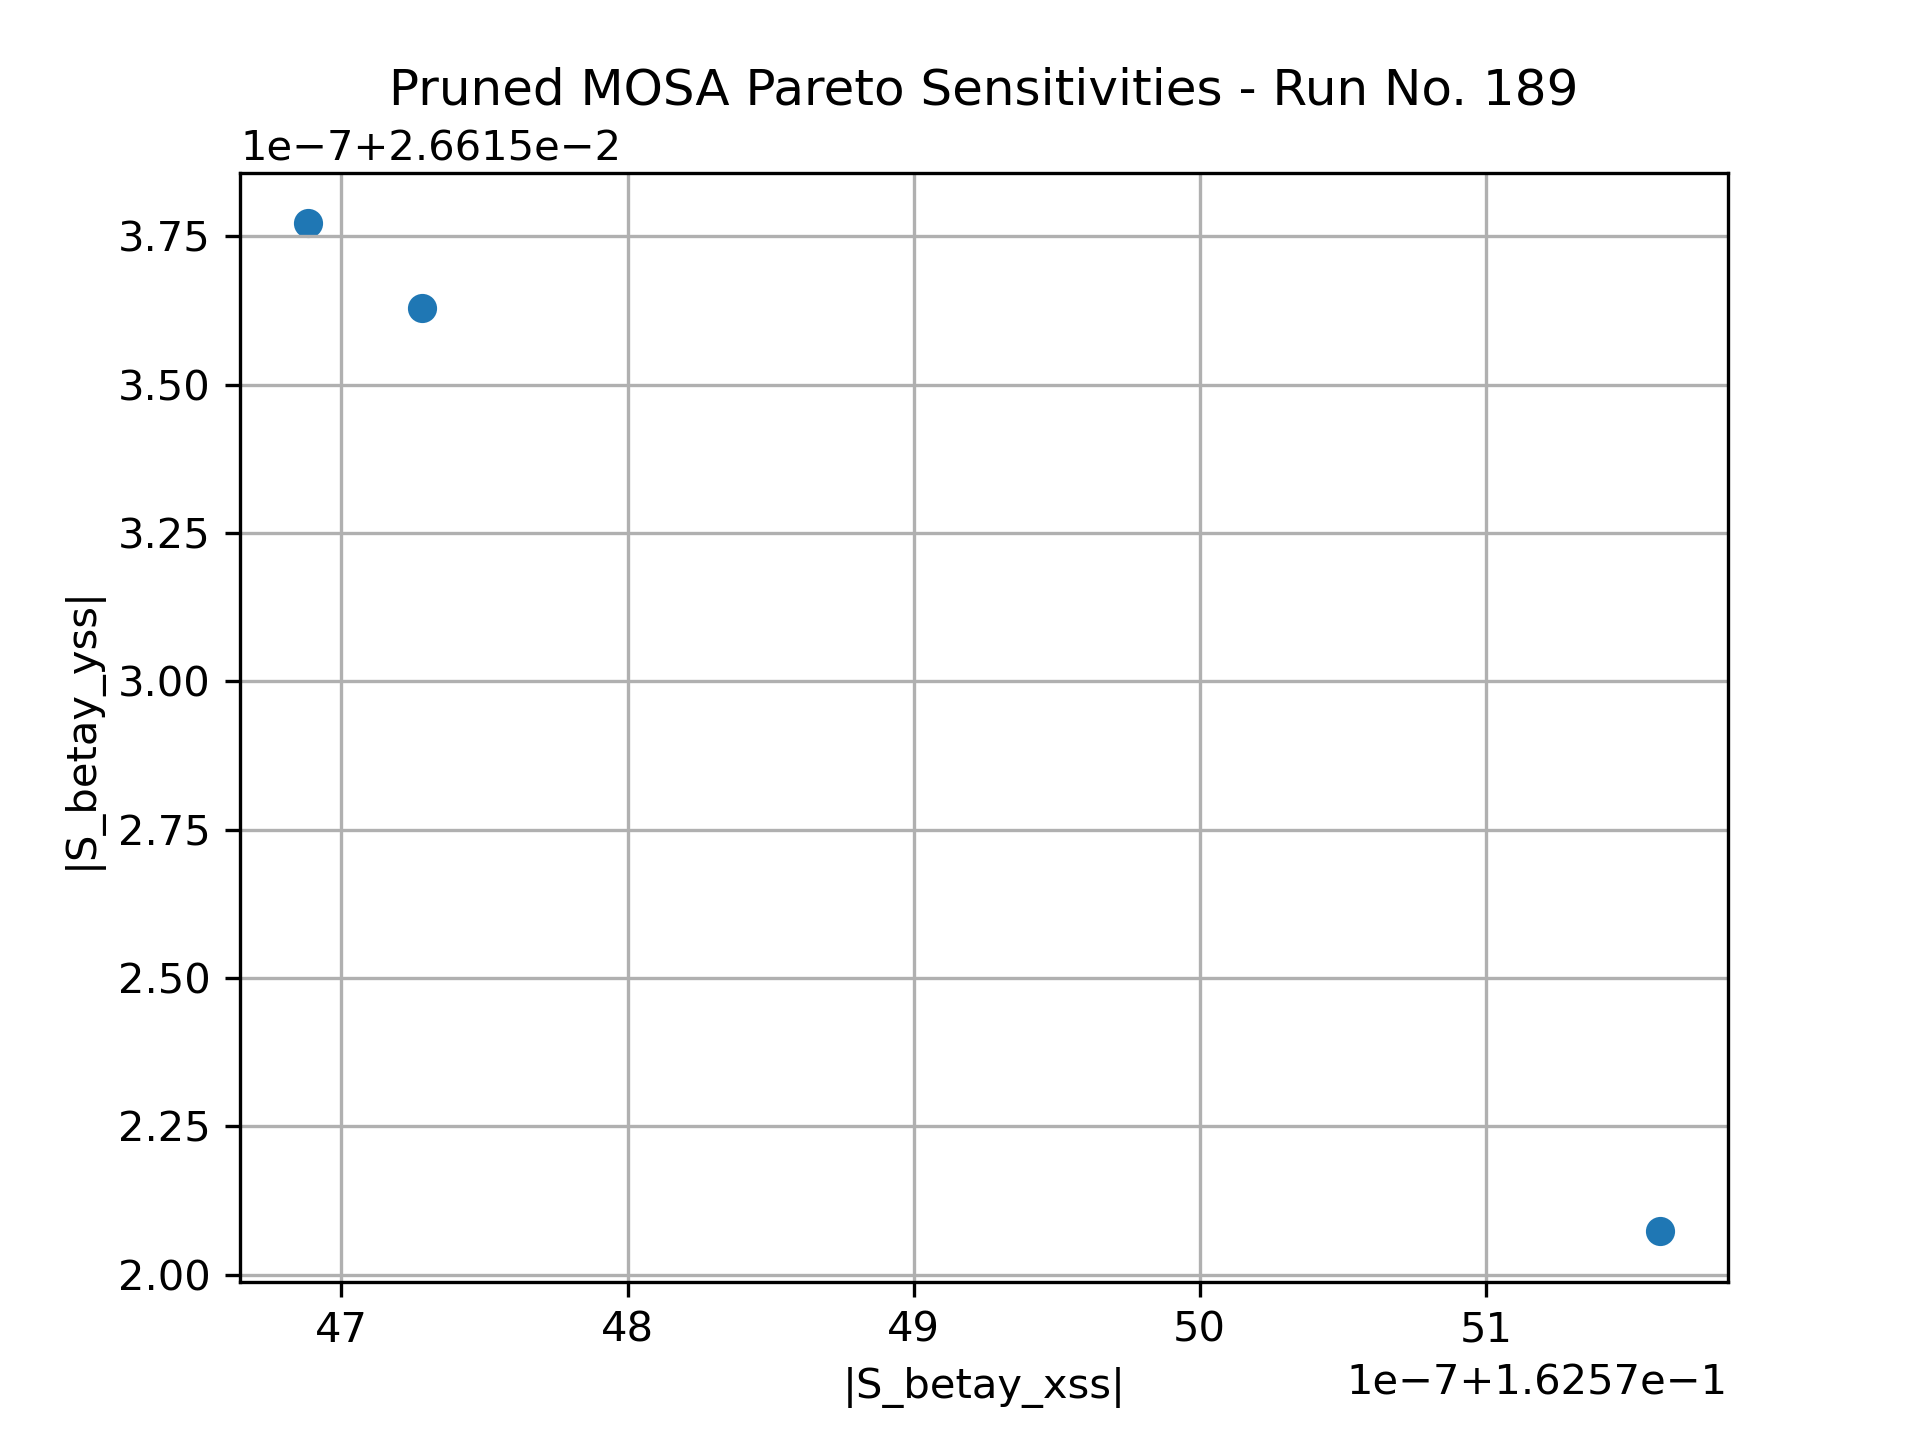 Pruned MOSA Pareto Sensitivities - Run No. 189
1e−7+2.6615e−2
3.75
3.50
3.25
3.00
2.75
2.50
2.25
2.00
|S_betay_yss|
47 48 49 50 51
|S_betay_xss|
1e−7+1.6257e−1